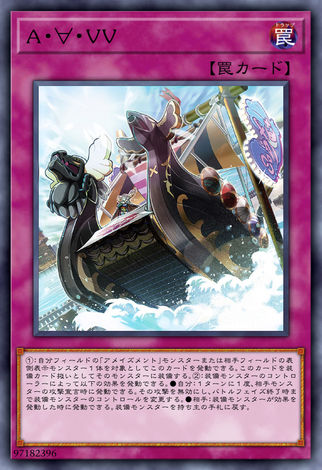 A・∀・VV
罠
トラップ
【罠カード】
①：自分フィールドの「アメイズメント」モンスターまたは相手フィールドの表
側表示モンスター１体を対象としてこのカードを発動できる。このカードを装
備カード扱いとしてそのモンスターに装備する。②：装備モンスターのコントロ
ーラーによって以下の効果を発動できる。●自分：１ターンに１度、相手モンスタ
ーの攻撃宣言時に発動できる。その攻撃を無効にし、バトルフェイズ終了時ま
で装備モンスターのコントロールを変更する。●相手：装備モンスターが効果を
発動した時に発動できる。装備モンスターを持ち主の手札に戻す。
97182396